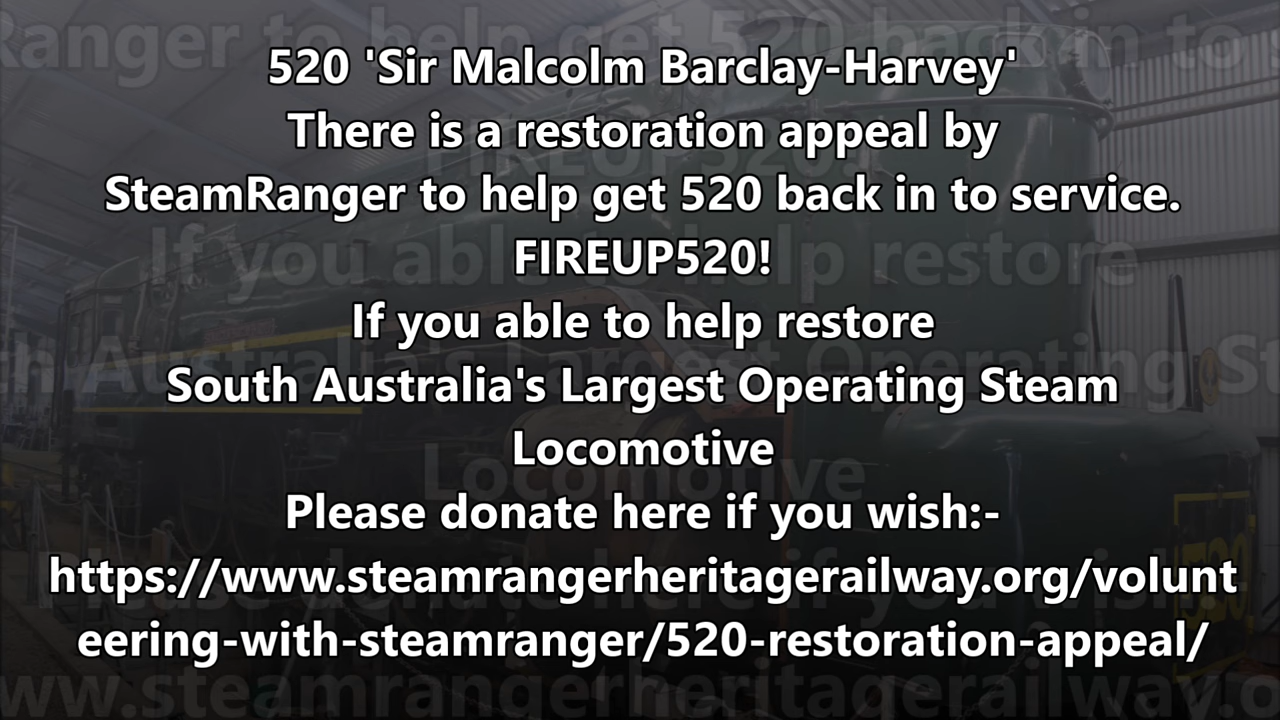 520 'Sir Malcolm Barclay-Harvey'
There is a restoration appeal by
SteamRanger to help get 520 back in to service.
FIREUP520!
If you able to help restore
South Australia's Largest Operating Steam
Locomotive
Please donate here if you wish:-
https://www.steamrangerheritagerailway.org/volunt
eering-with-steamranger/520-restoration-appeal/